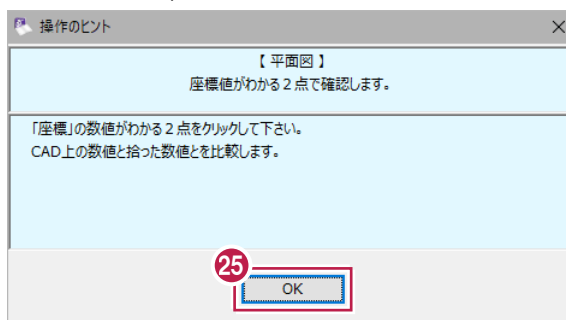 操作のヒント
【 平面図 】
座標値がわかる２点で確認します。
「座標」の数値がわかる２点をクリックして下さい。
CAD上の数値と拾った数値とを比較します。
25
OK